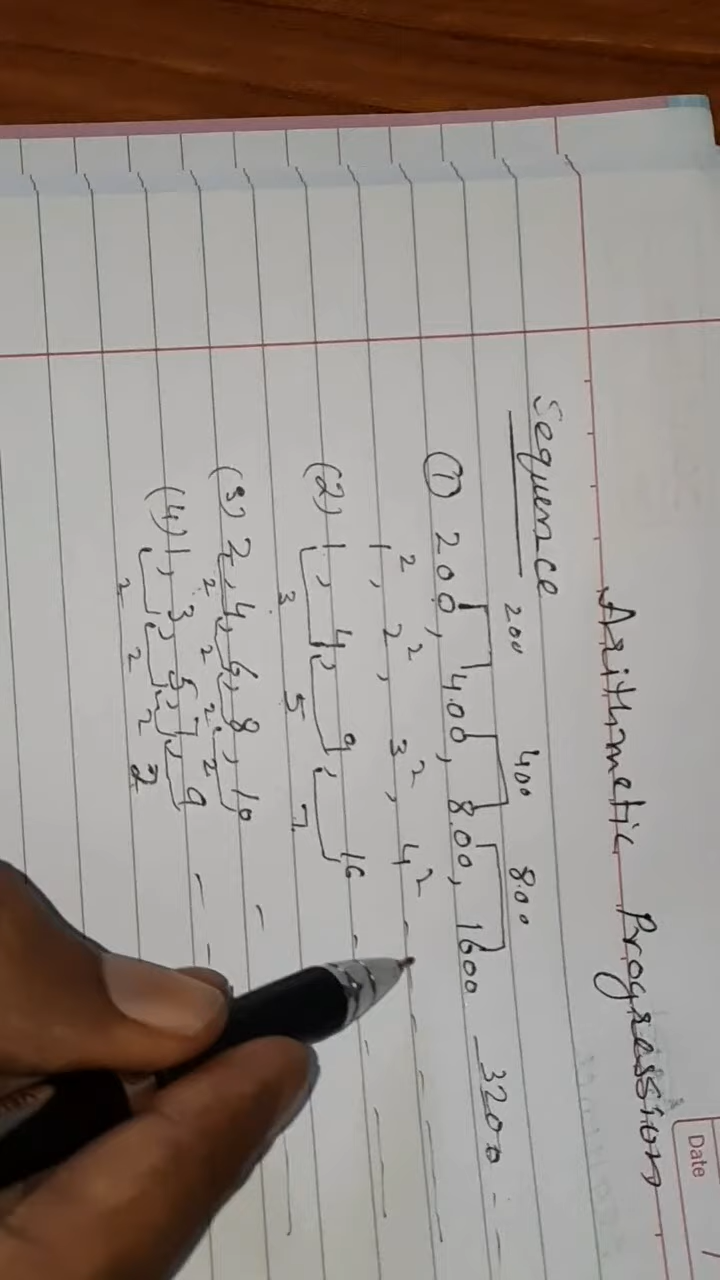 Date
Arithmetic Progression
Sequence
200 400 800
① 200, 400, 800, 1600 3200 - -
1², 2², 3², 4² - - - -
(2) 1, 4, 9, 16 - - - -
3 5 7
(3) 2, 4, 6, 8, 10 -
2 2 2 2
(4) 1, 3, 5, 7, 9 - -
2 2 2 2